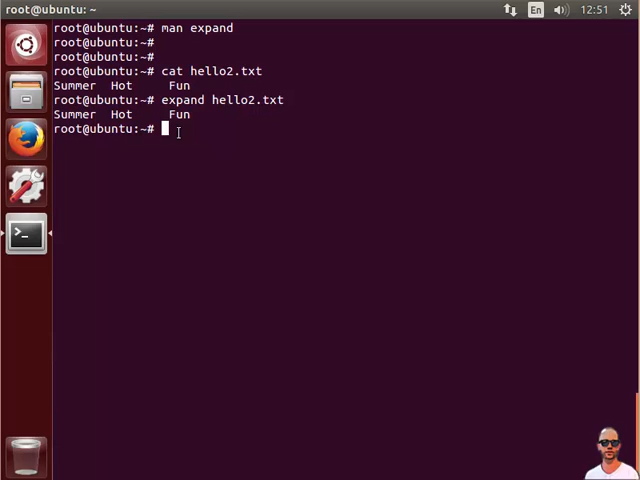 root@ubuntu: ~
En
12:51
root@ubuntu:~# man expand
root@ubuntu:~#
root@ubuntu:~#
root@ubuntu:~# cat hello2.txt
Summer  Hot     Fun
root@ubuntu:~# expand hello2.txt
Summer  Hot     Fun
root@ubuntu:~#
>_